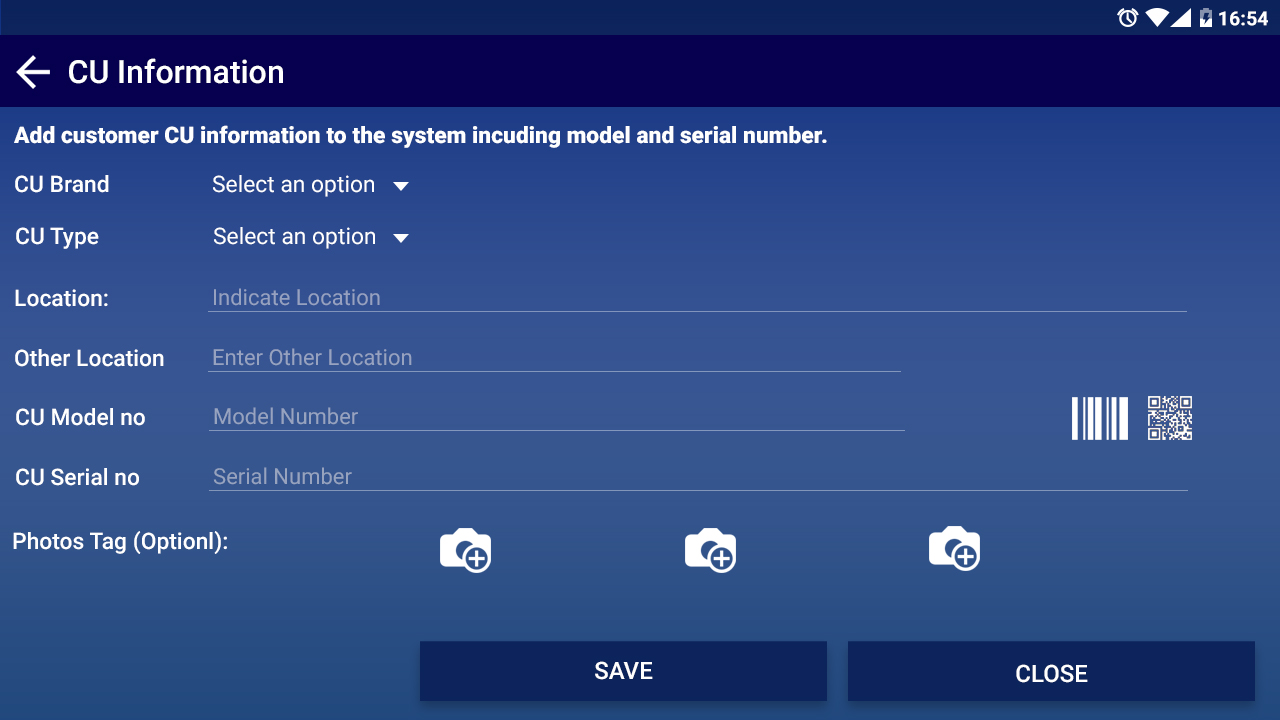 16:54
CU Information
Add customer CU information to the system incuding model and serial number.
CU Brand Select an option
CU Type Select an option
Location: Indicate Location
Other Location Enter Other Location
CU Model no Model Number
CU Serial no Serial Number
Photos Tag (Optionl):
SAVE CLOSE